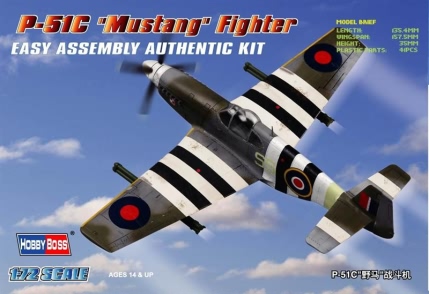 P-51C "Mustang" Fighter
EASY ASSEMBLY AUTHENTIC KIT
MODEL BRIEF
LENGTH: 135.4MM
WINGSPAN: 157.5MM
HEIGHT: 35MM
PLASTIC PARTS: 41PCS
HOBBY BOSS
1/72 SCALE
AGES 14 & UP
P-51C"野马"战斗机